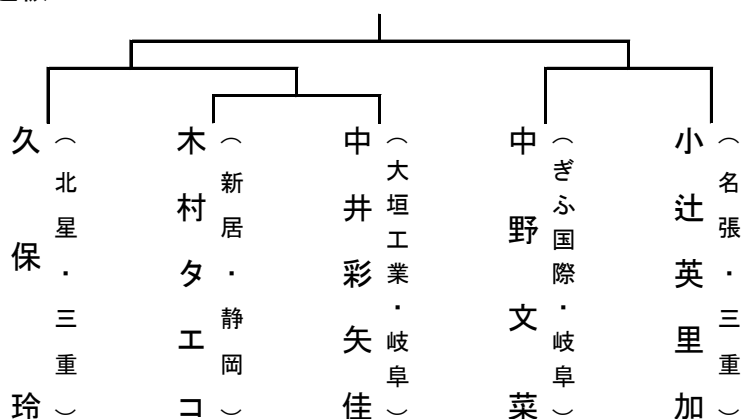 久保玲
（北星・三重）
木村タエコ
（新居・静岡）
中井彩矢佳
（大垣工業・岐阜）
中野文菜
（ぎふ国際・岐阜）
小辻英里加
（名張・三重）